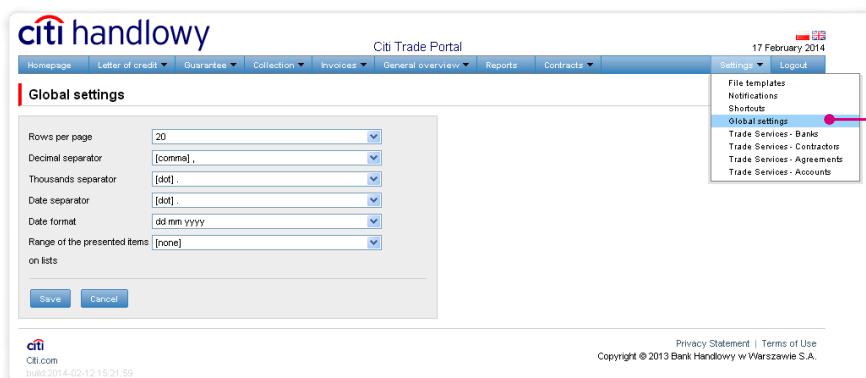 citi handlowy
Citi Trade Portal
17 February 2014
Homepage Letter of credit Guarantee Collection Invoices General overview Reports Contracts Settings Logout
File templates
Notifications
Shortcuts
Global settings
Trade Services - Banks
Trade Services - Contractors
Trade Services - Agreements
Trade Services - Accounts
Global settings
Rows per page 20
Decimal separator [comma] ,
Thousands separator [dot] .
Date separator [dot] .
Date format dd mm yyyy
Range of the presented items [none]
on lists
Save Cancel
citi
Citi.com
build:2014-02-12 15:21:59
Privacy Statement | Terms of Use
Copyright © 2013 Bank Handlowy w Warszawie S.A.